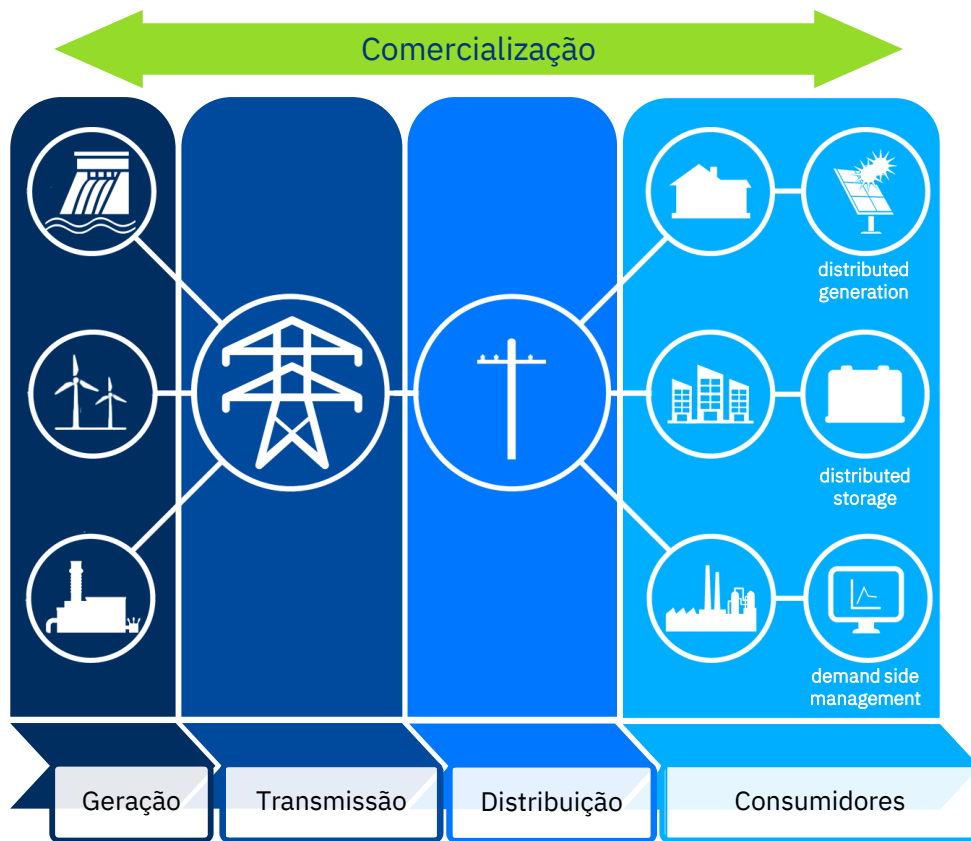 Comercialização
distributed
generation
distributed
storage
demand side
management
Geração
Transmissão
Distribuição
Consumidores